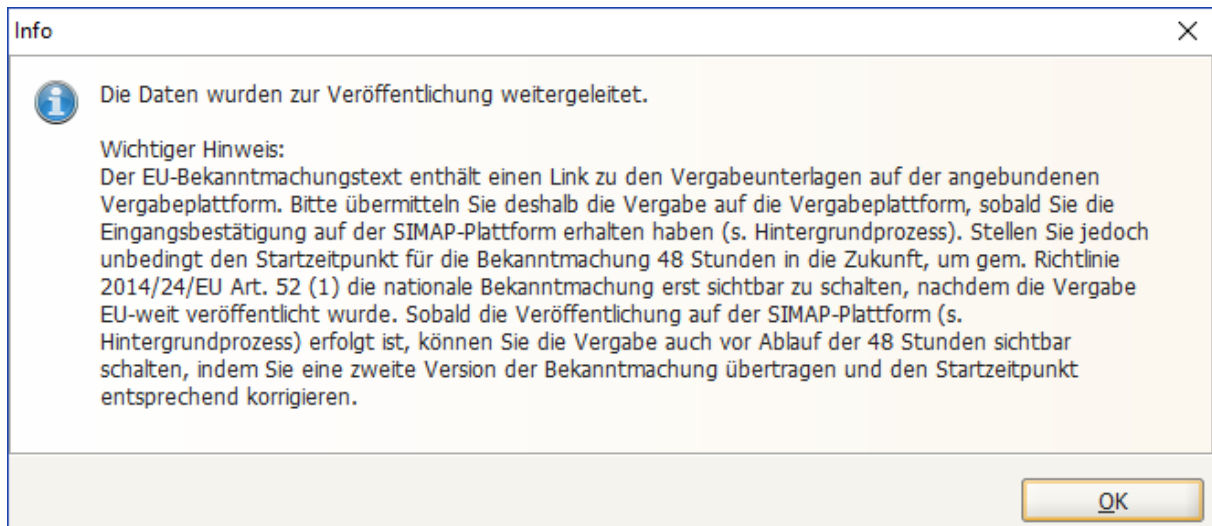 Info
Die Daten wurden zur Veröffentlichung weitergeleitet.
Wichtiger Hinweis:
Der EU-Bekanntmachungstext enthält einen Link zu den Vergabeunterlagen auf der angebundenen
Vergabeplattform. Bitte übermitteln Sie deshalb die Vergabe auf die Vergabeplattform, sobald Sie die
Eingangsbestätigung auf der SIMAP-Plattform erhalten haben (s. Hintergrundprozess). Stellen Sie jedoch
unbedingt den Startzeitpunkt für die Bekanntmachung 48 Stunden in die Zukunft, um gem. Richtlinie
2014/24/EU Art. 52 (1) die nationale Bekanntmachung erst sichtbar zu schalten, nachdem die Vergabe
EU-weit veröffentlicht wurde. Sobald die Veröffentlichung auf der SIMAP-Plattform (s.
Hintergrundprozess) erfolgt ist, können Sie die Vergabe auch vor Ablauf der 48 Stunden sichtbar
schalten, indem Sie eine zweite Version der Bekanntmachung übertragen und den Startzeitpunkt
entsprechend korrigieren.
OK